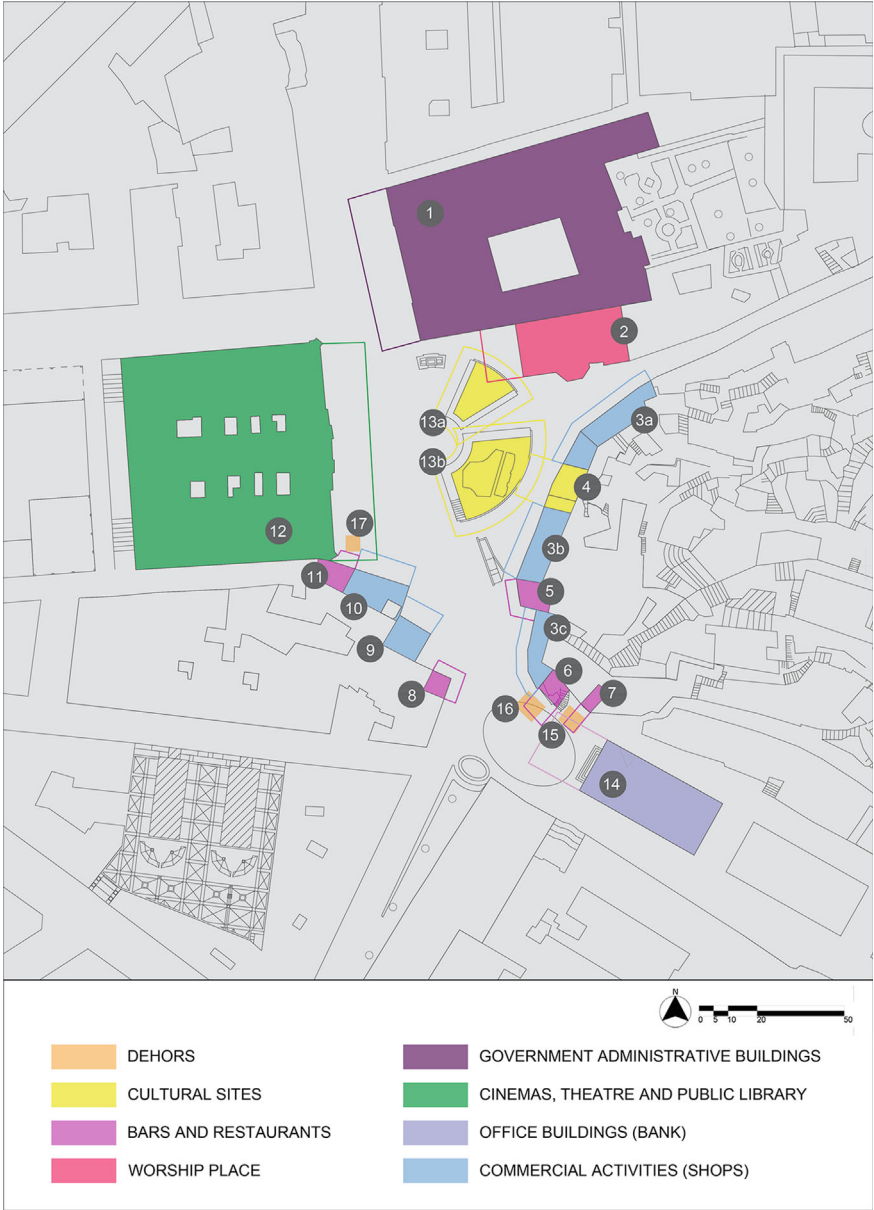 1
2
3a
13a
13b
4
12
17
3b
11
5
10
3c
9
6
8
7
16
15
14
N
0 5 10 20 50
DEHORS
CULTURAL SITES
BARS AND RESTAURANTS
WORSHIP PLACE
GOVERNMENT ADMINISTRATIVE BUILDINGS
CINEMAS, THEATRE AND PUBLIC LIBRARY
OFFICE BUILDINGS (BANK)
COMMERCIAL ACTIVITIES (SHOPS)